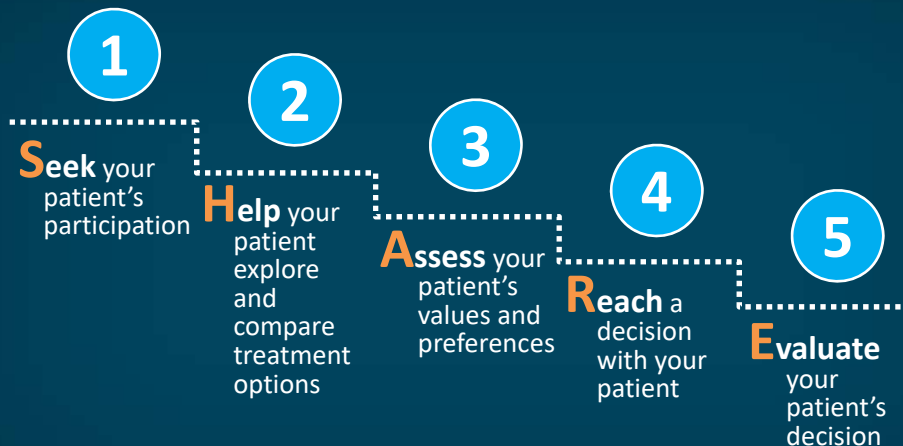 1
Seek your
patient's
participation
2
Help your
patient
explore
and
compare
treatment
options
3
Assess your
patient's
values and
preferences
4
Reach a
decision
with your
patient
5
Evaluate
your
patient's
decision